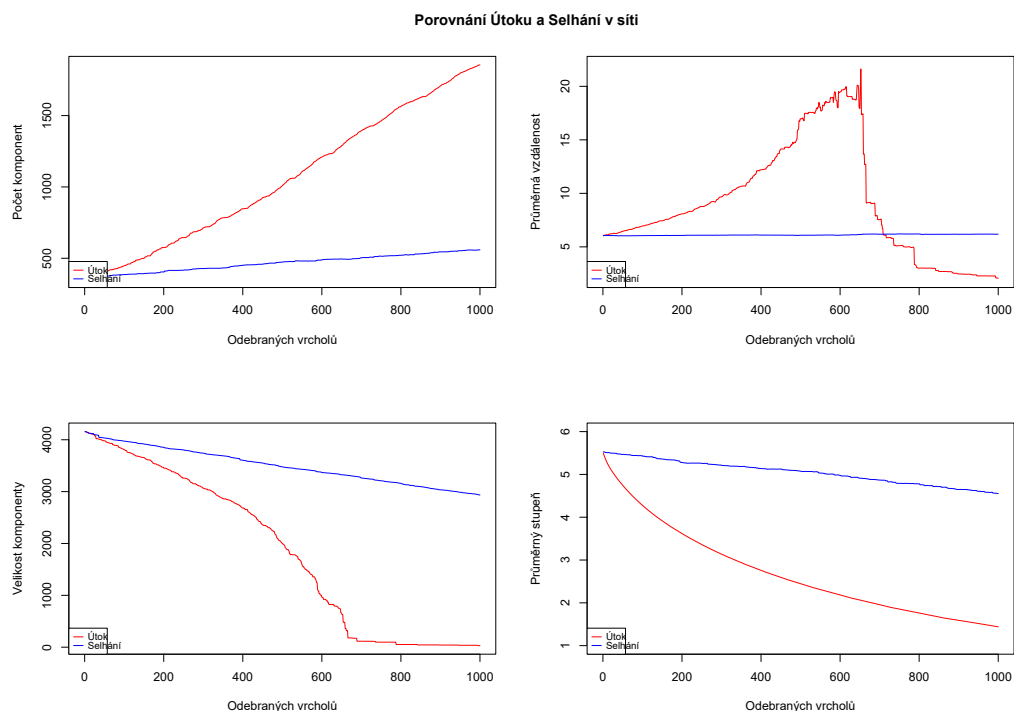 Porovnání Útoku a Selhání v síti
Počet komponent
500
1000
1500
Útok
Selhání
0
200
400
600
800
1000
Odebraných vrcholů
Průměrná vzdálenost
5
10
15
20
Útok
Selhání
0
200
400
600
800
1000
Odebraných vrcholů
Velikost komponenty
0
1000
2000
3000
4000
Útok
Selhání
0
200
400
600
800
1000
Odebraných vrcholů
Průměrný stupeň
1
2
3
4
5
6
Útok
Selhání
0
200
400
600
800
1000
Odebraných vrcholů